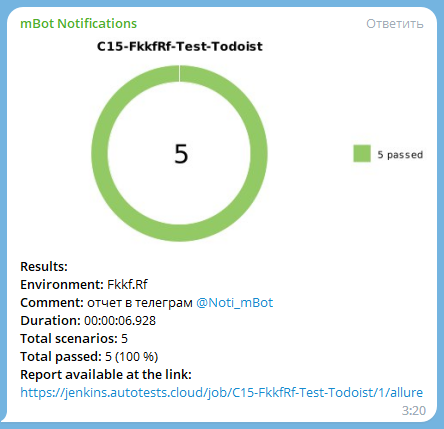 mBot Notifications
Ответить
C15-FkkfRf-Test-Todoist
5
5 passed
Results:
Environment: Fkkf.Rf
Comment: отчет в телеграм @Noti_mBot
Duration: 00:00:06.928
Total scenarios: 5
Total passed: 5 (100 %)
Report available at the link:
https://jenkins.autotests.cloud/job/C15-FkkfRf-Test-Todoist/1/allure
3:20